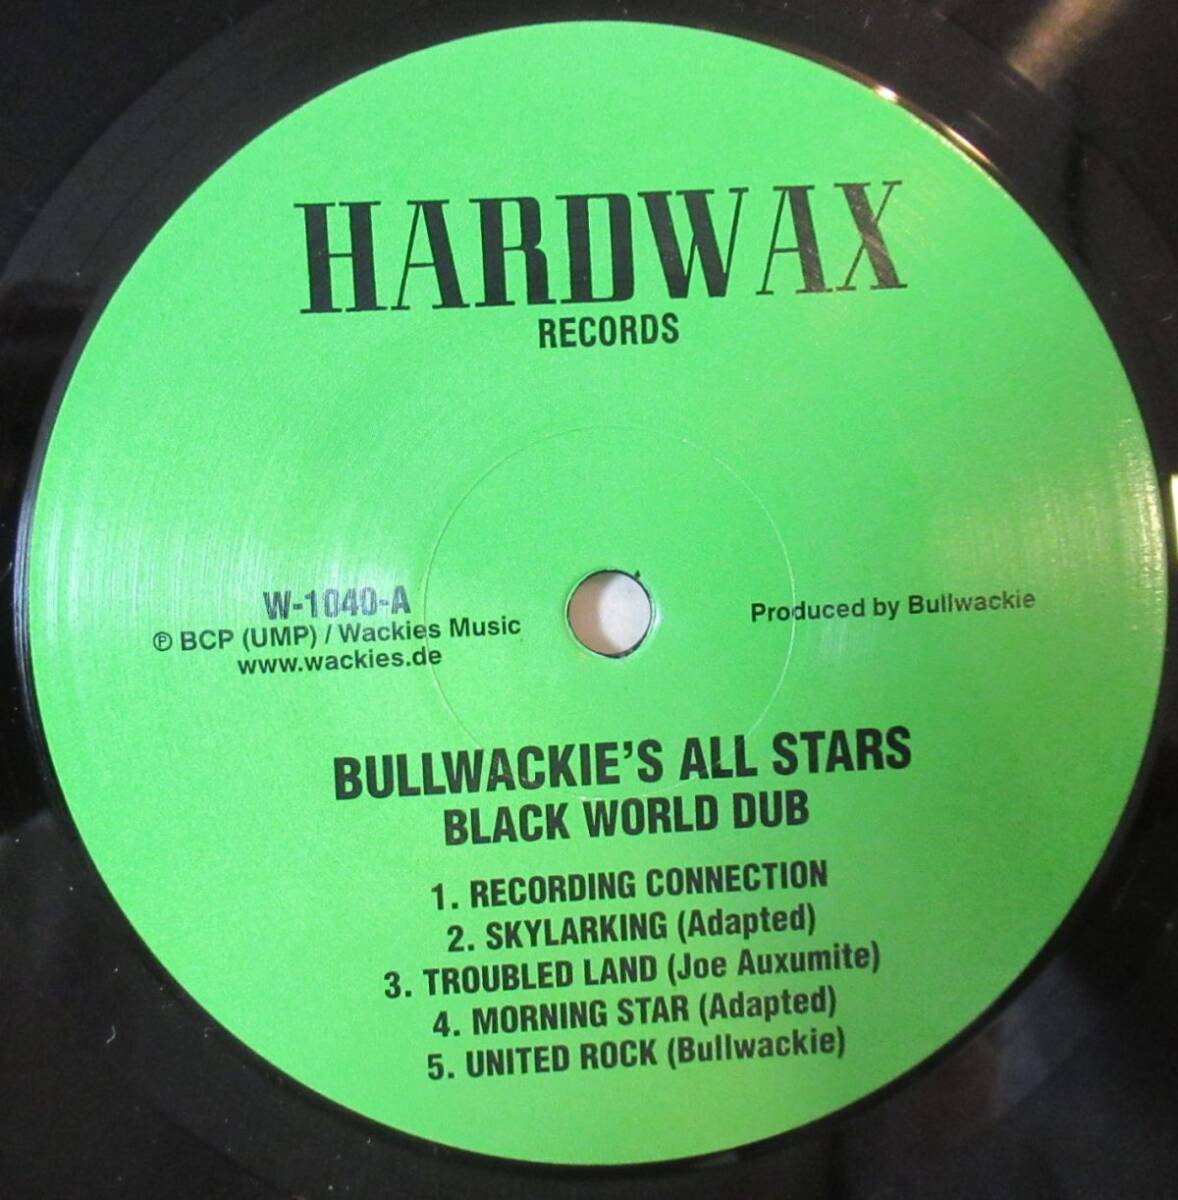 HARDWAX
RECORDS
W-1040-A
℗ BCP (UMP) / Wackies Music
www.wackies.de
Produced by Bullwackie
BULLWACKIE'S ALL STARS
BLACK WORLD DUB
1. RECORDING CONNECTION
2. SKYLARKING (Adapted)
3. TROUBLED LAND (Joe Auxumite)
4. MORNING STAR (Adapted)
5. UNITED ROCK (Bullwackie)